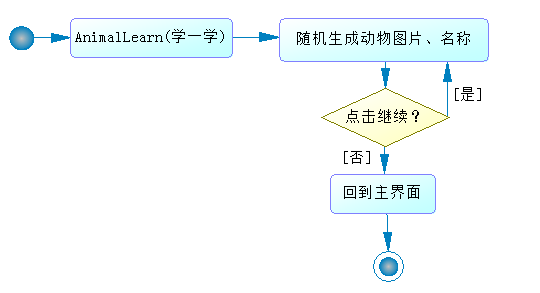 AnimalLearn(学一学)
随机生成动物图片、名称
点击继续？
[是]
[否]
回到主界面